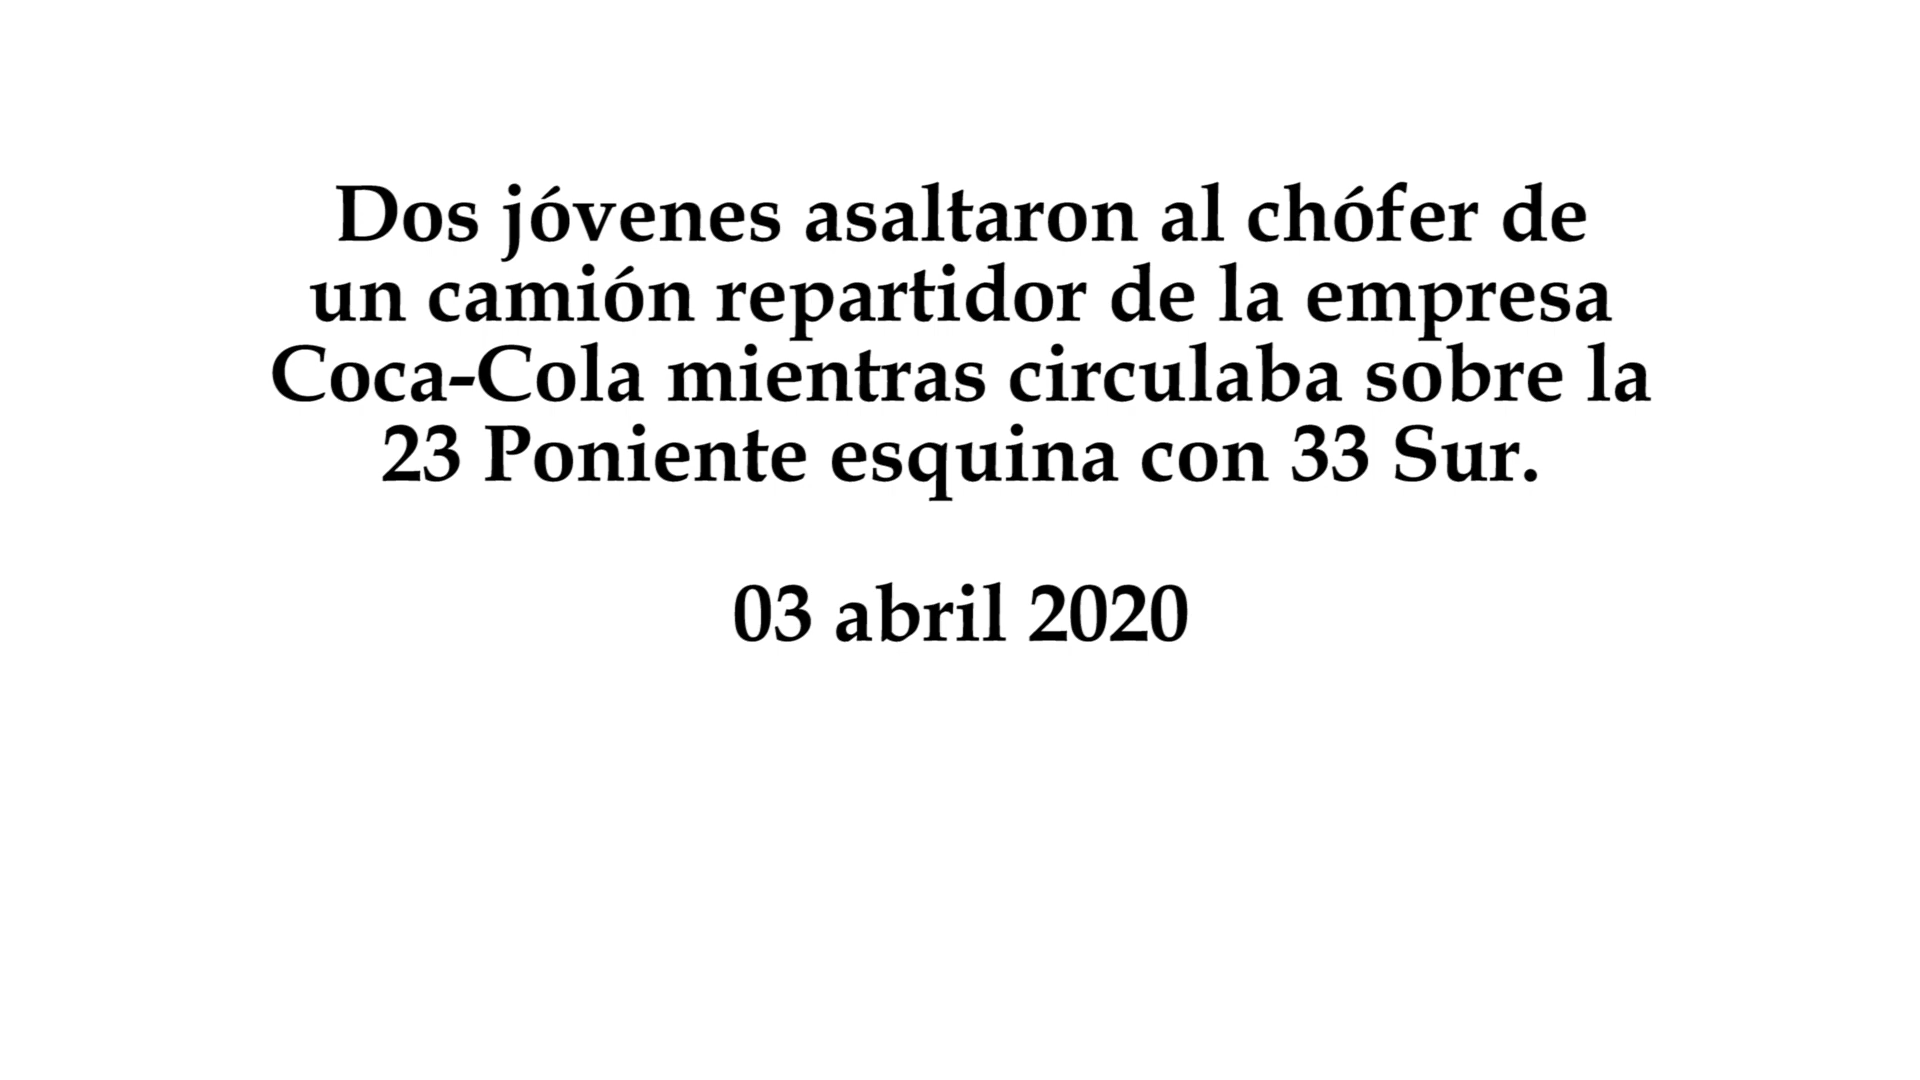 Dos jóvenes asaltaron al chófer de
un camión repartidor de la empresa
Coca-Cola mientras circulaba sobre la
23 Poniente esquina con 33 Sur.
03 abril 2020